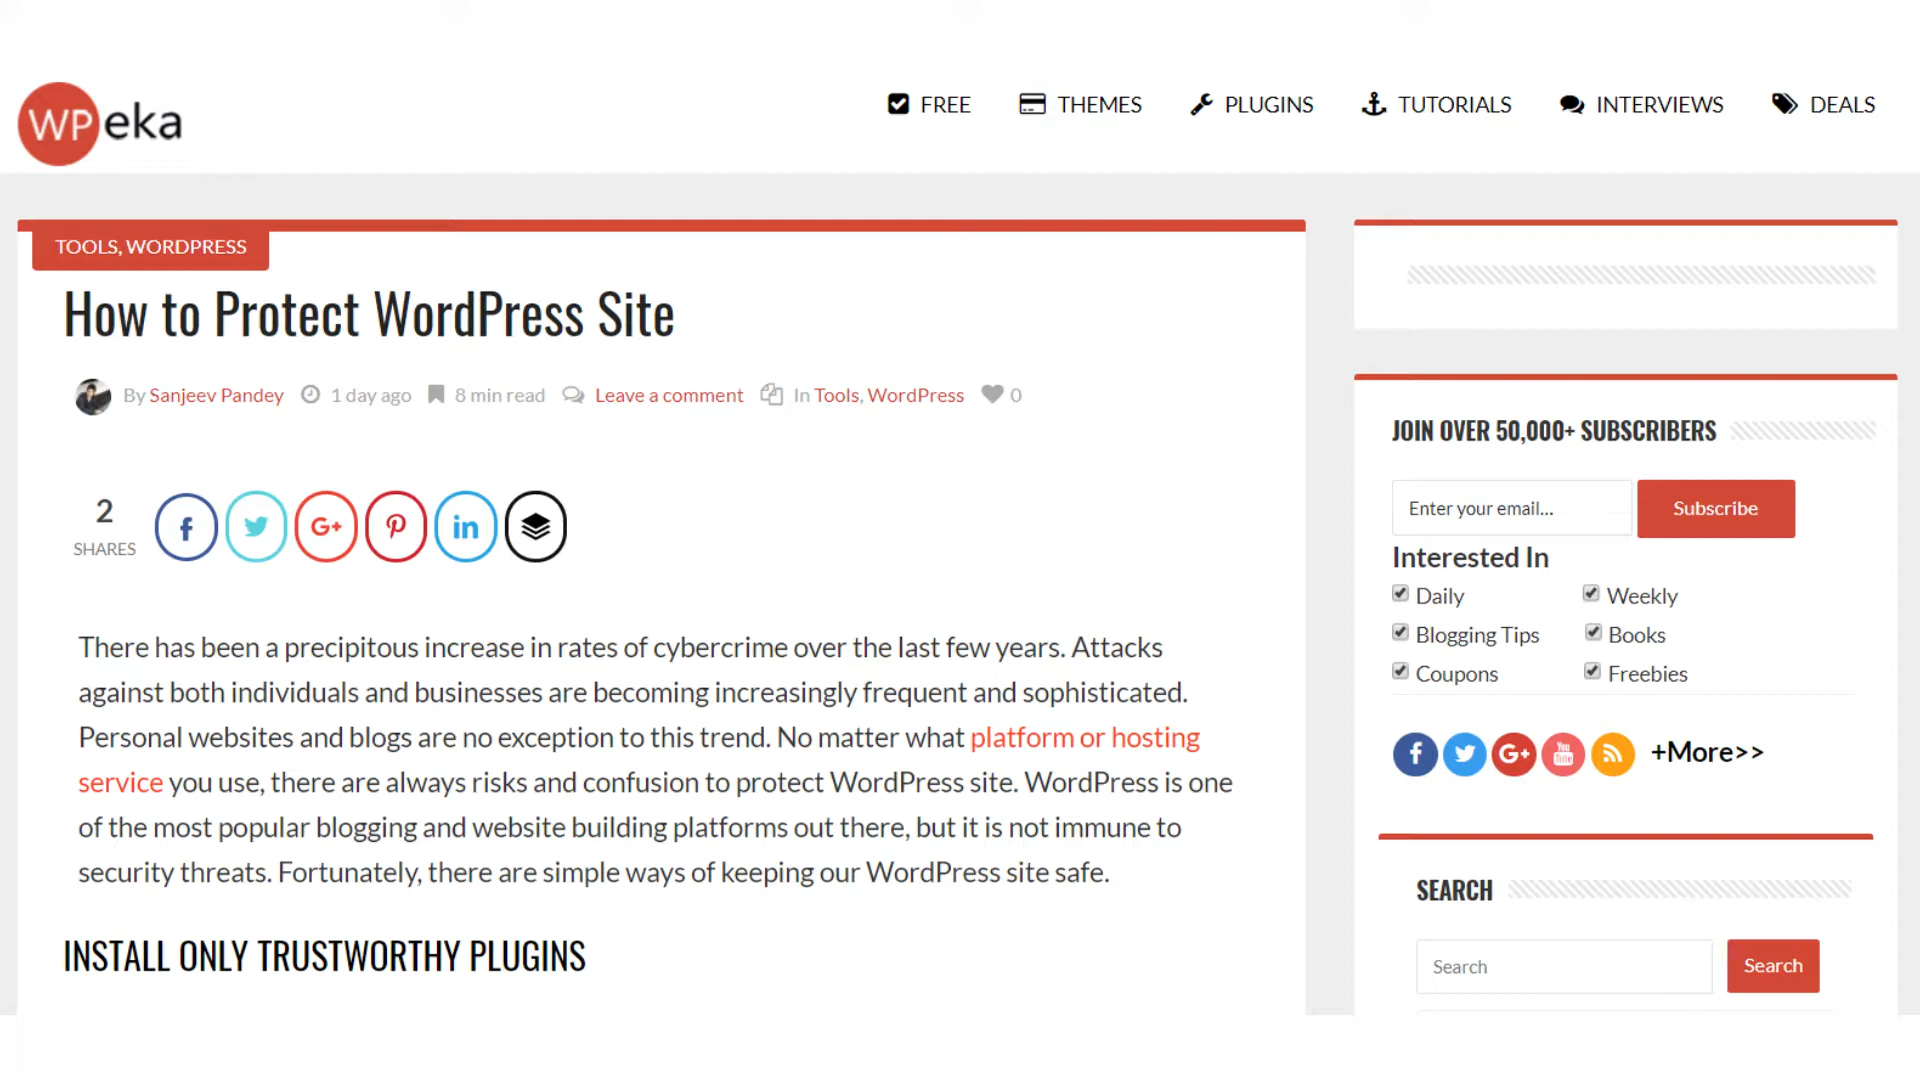 WPeka
FREE THEMES PLUGINS TUTORIALS INTERVIEWS DEALS
TOOLS, WORDPRESS
How to Protect WordPress Site
By Sanjeev Pandey 1 day ago 8 min read Leave a comment In Tools, WordPress 0
2
SHARES
There has been a precipitous increase in rates of cybercrime over the last few years. Attacks
against both individuals and businesses are becoming increasingly frequent and sophisticated.
Personal websites and blogs are no exception to this trend. No matter what platform or hosting
service you use, there are always risks and confusion to protect WordPress site. WordPress is one
of the most popular blogging and website building platforms out there, but it is not immune to
security threats. Fortunately, there are simple ways of keeping our WordPress site safe.
INSTALL ONLY TRUSTWORTHY PLUGINS
JOIN OVER 50,000+ SUBSCRIBERS
Enter your email... Subscribe
Interested In
Daily Weekly
Blogging Tips Books
Coupons Freebies
+More>>
SEARCH
Search Search